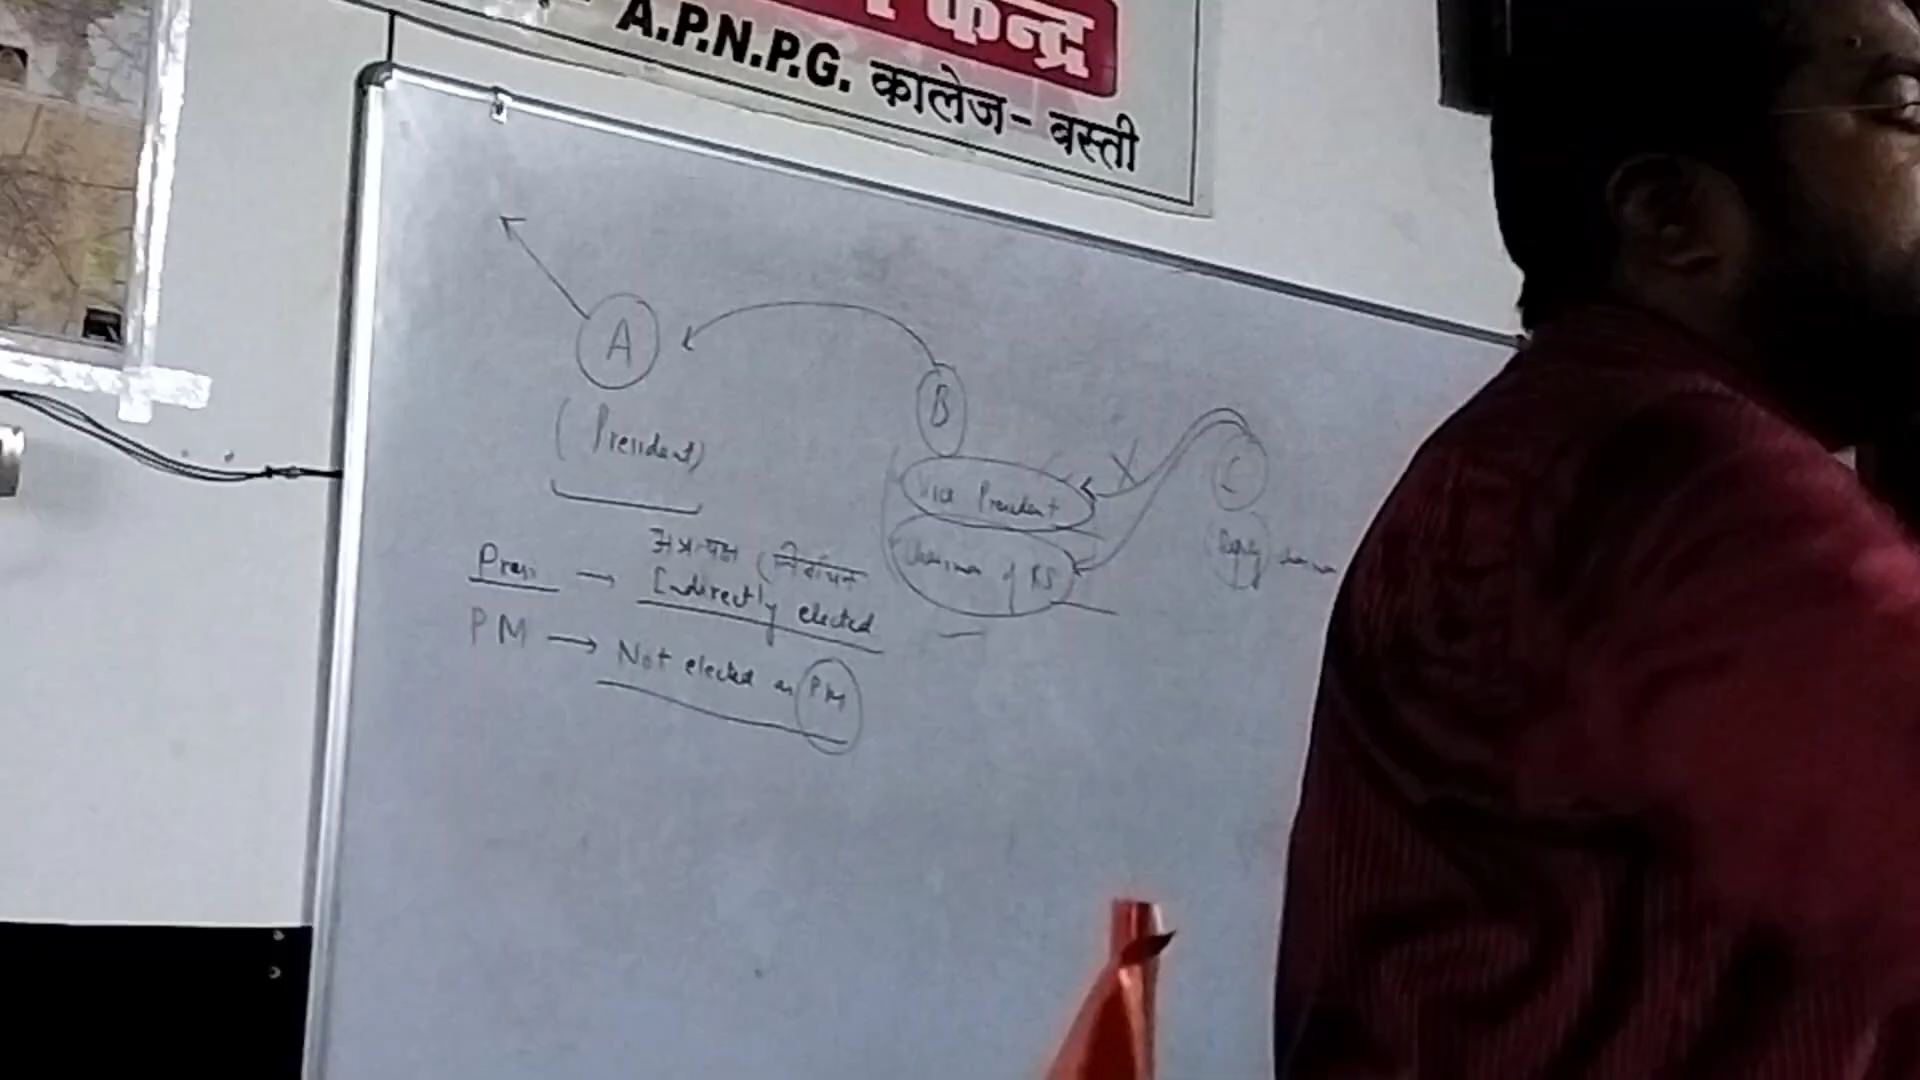 केन्द्र
A.P.N.P.G. कालेज- बस्ती
A
(President)
B
Vice President
Chairman of RS
C
Deputy
अप्रत्यक्ष (निर्वाचन
Presi. → Indirectly elected
PM → Not elected as PM